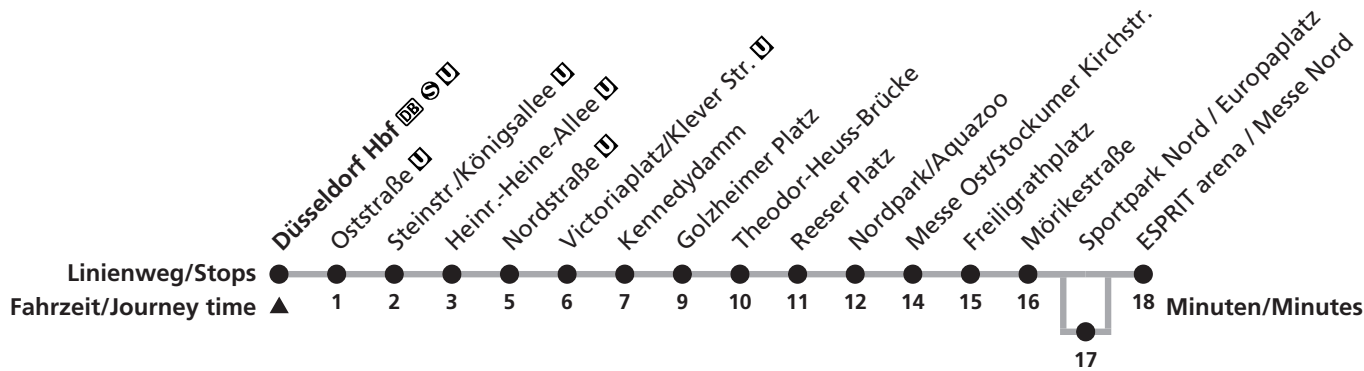 Düsseldorf Hbf DB S U
Oststraße U
Steinstr./Königsallee U
Heinr.-Heine-Allee U
Nordstraße U
Victoriaplatz/Klever Str. U
Kennedydamm
Golzheimer Platz
Theodor-Heuss-Brücke
Reeser Platz
Nordpark/Aquazoo
Messe Ost/Stockumer Kirchstr.
Freiligrathplatz
Mörikestraße
Sportpark Nord / Europaplatz
ESPRIT arena / Messe Nord
Linienweg/Stops
Fahrzeit/Journey time ▲ 1 2 3 5 6 7 9 10 11 12 14 15 16 18 Minuten/Minutes
17